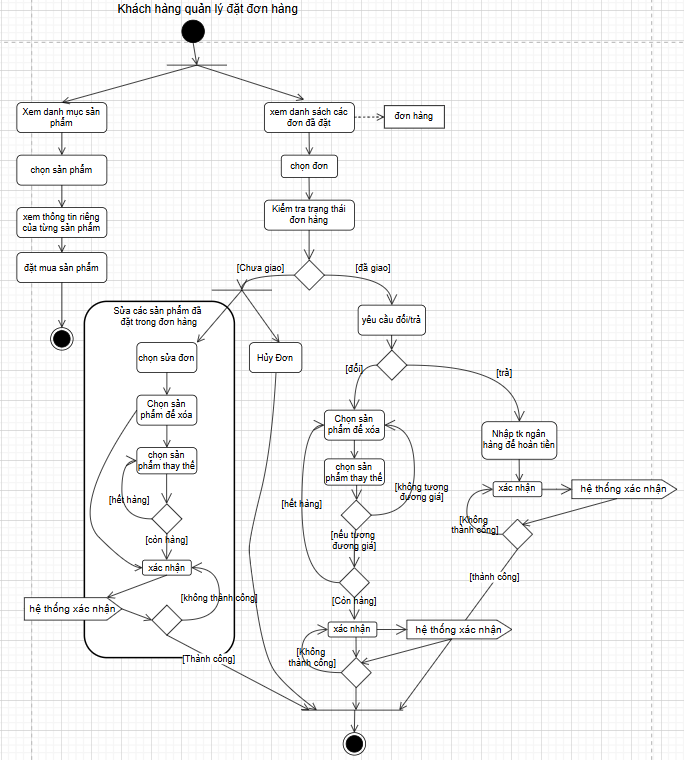 Khách hàng quản lý đặt đơn hàng
Xem danh mục sản
phẩm
chọn sản phẩm
xem thông tin riêng
của từng sản phẩm
đặt mua sản phẩm
xem danh sách các
đơn đã đặt
đơn hàng
chọn đơn
Kiểm tra trạng thái
đơn hàng
[Chưa giao]
[đã giao]
Sửa các sản phẩm đã
đặt trong đơn hàng
chọn sửa đơn
Chọn sản
phẩm để xóa
chọn sản
phẩm thay thế
[hết hàng]
[còn hàng]
xác nhận
hệ thống xác nhận
[không thành công]
[Thành công]
Hủy Đơn
yêu cầu đổi/trả
[đổi]
[trả]
Chọn sản
phẩm để xóa
chọn sản
phẩm thay thế
[không tương
đương giá]
[hết hàng]
[nếu tương
đương giá]
[Còn hàng]
xác nhận
hệ thống xác nhận
[Không
thành công]
Nhập tk ngân
hàng để hoàn tiền
xác nhận
hệ thống xác nhận
[Không
thành công]
[thành công]